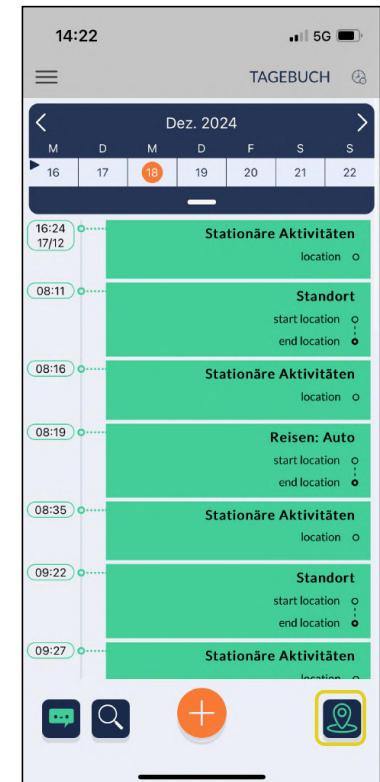 14:22
5G
TAGEBUCH
Dez. 2024
M D M D F S S
16 17 18 19 20 21 22
16:24
17/12
Stationäre Aktivitäten
location
08:11
Standort
start location
end location
08:16
Stationäre Aktivitäten
location
08:19
Reisen: Auto
start location
end location
08:35
Stationäre Aktivitäten
location
09:22
Standort
start location
end location
09:27
Stationäre Aktivitäten
location